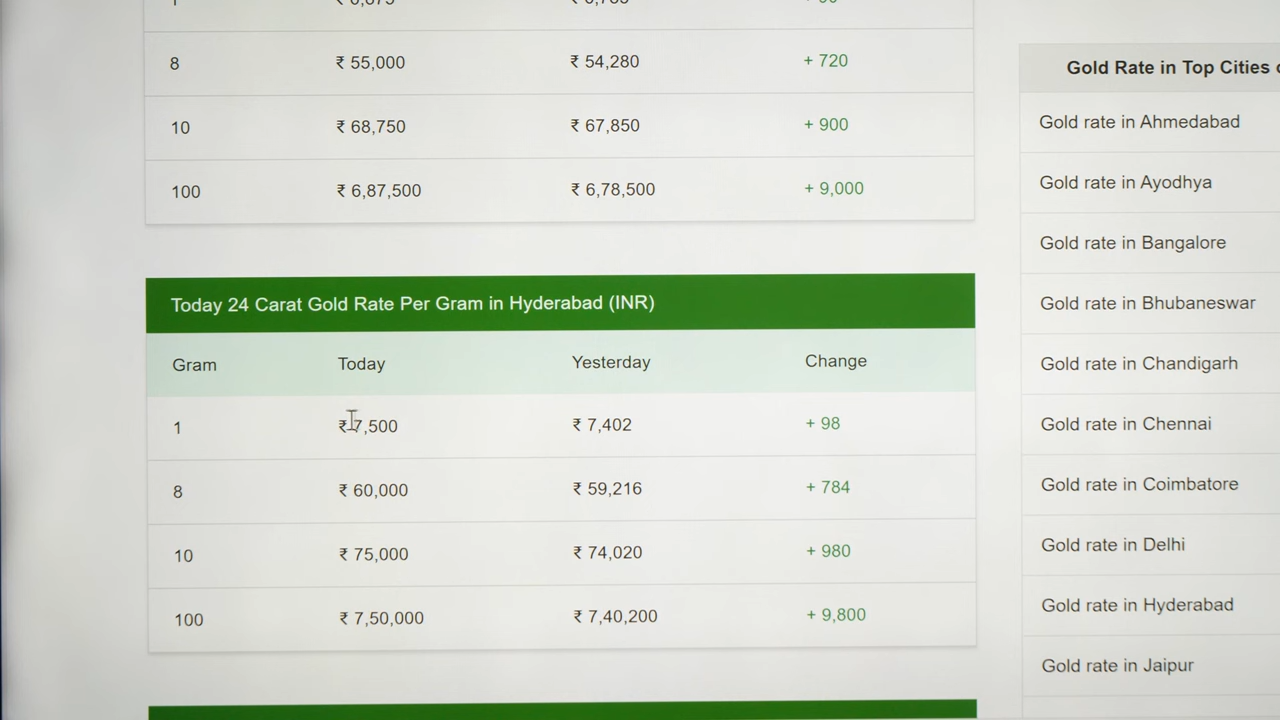 8 ₹ 55,000 ₹ 54,280 + 720
10 ₹ 68,750 ₹ 67,850 + 900
100 ₹ 6,87,500 ₹ 6,78,500 + 9,000
Today 24 Carat Gold Rate Per Gram in Hyderabad (INR)
Gram Today Yesterday Change
1 ₹ 7,500 ₹ 7,402 + 98
8 ₹ 60,000 ₹ 59,216 + 784
10 ₹ 75,000 ₹ 74,020 + 980
100 ₹ 7,50,000 ₹ 7,40,200 + 9,800
Gold Rate in Top Cities
Gold rate in Ahmedabad
Gold rate in Ayodhya
Gold rate in Bangalore
Gold rate in Bhubaneswar
Gold rate in Chandigarh
Gold rate in Chennai
Gold rate in Coimbatore
Gold rate in Delhi
Gold rate in Hyderabad
Gold rate in Jaipur